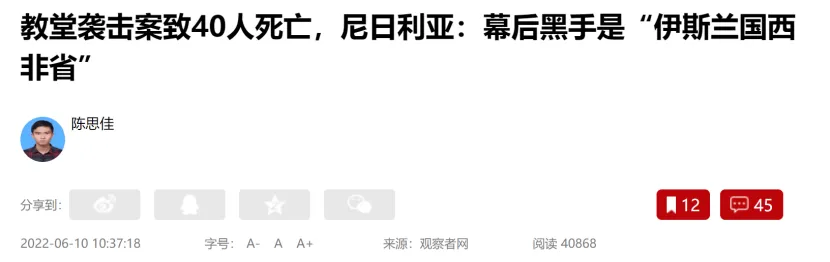 教堂袭击案致40人死亡，尼日利亚：幕后黑手是“伊斯兰国西
非省”
陈思佳
分享到：
12
45
2022-06-10 10:37:18 字号： A- A A+ 来源：观察者网 阅读 40868